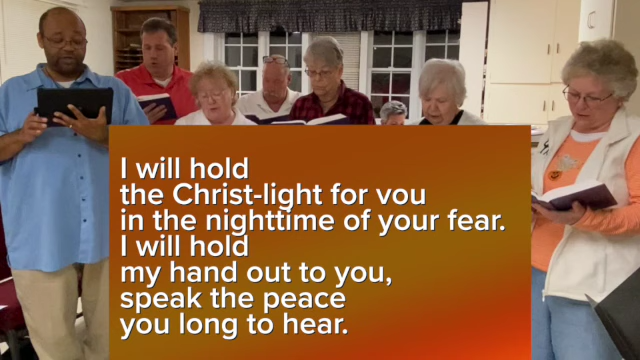 I will hold
the Christ-light for you
in the nighttime of your fear.
I will hold
my hand out to you,
speak the peace
you long to hear.